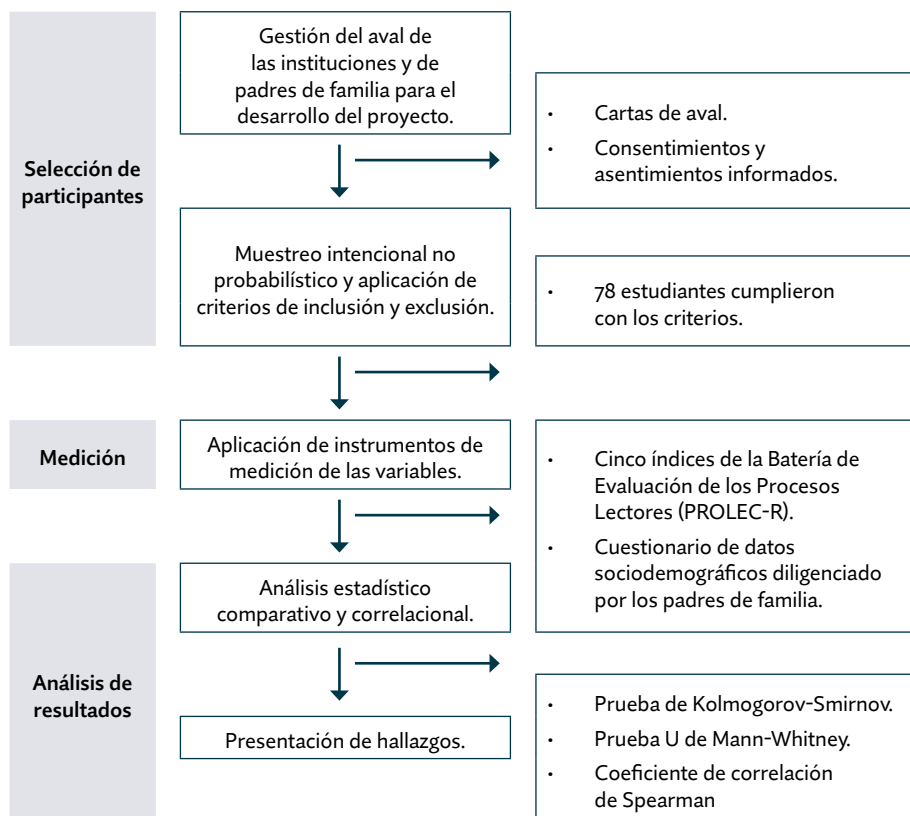 Selección de
participantes
Gestión del aval de
las instituciones y de
padres de familia para el
desarrollo del proyecto.
• Cartas de aval.
• Consentimientos y
asentimientos informados.
Muestreo intencional no
probabilístico y aplicación de
criterios de inclusión y exclusión.
• 78 estudiantes cumplieron
con los criterios.
Medición
Aplicación de instrumentos de
medición de las variables.
• Cinco índices de la Batería de
Evaluación de los Procesos
Lectores (PROLEC-R).
• Cuestionario de datos
sociodemográficos diligenciado
por los padres de familia.
Análisis de
resultados
Análisis estadístico
comparativo y correlacional.
Presentación de hallazgos.
• Prueba de Kolmogorov-Smirnov.
• Prueba U de Mann-Whitney.
• Coeficiente de correlación
de Spearman